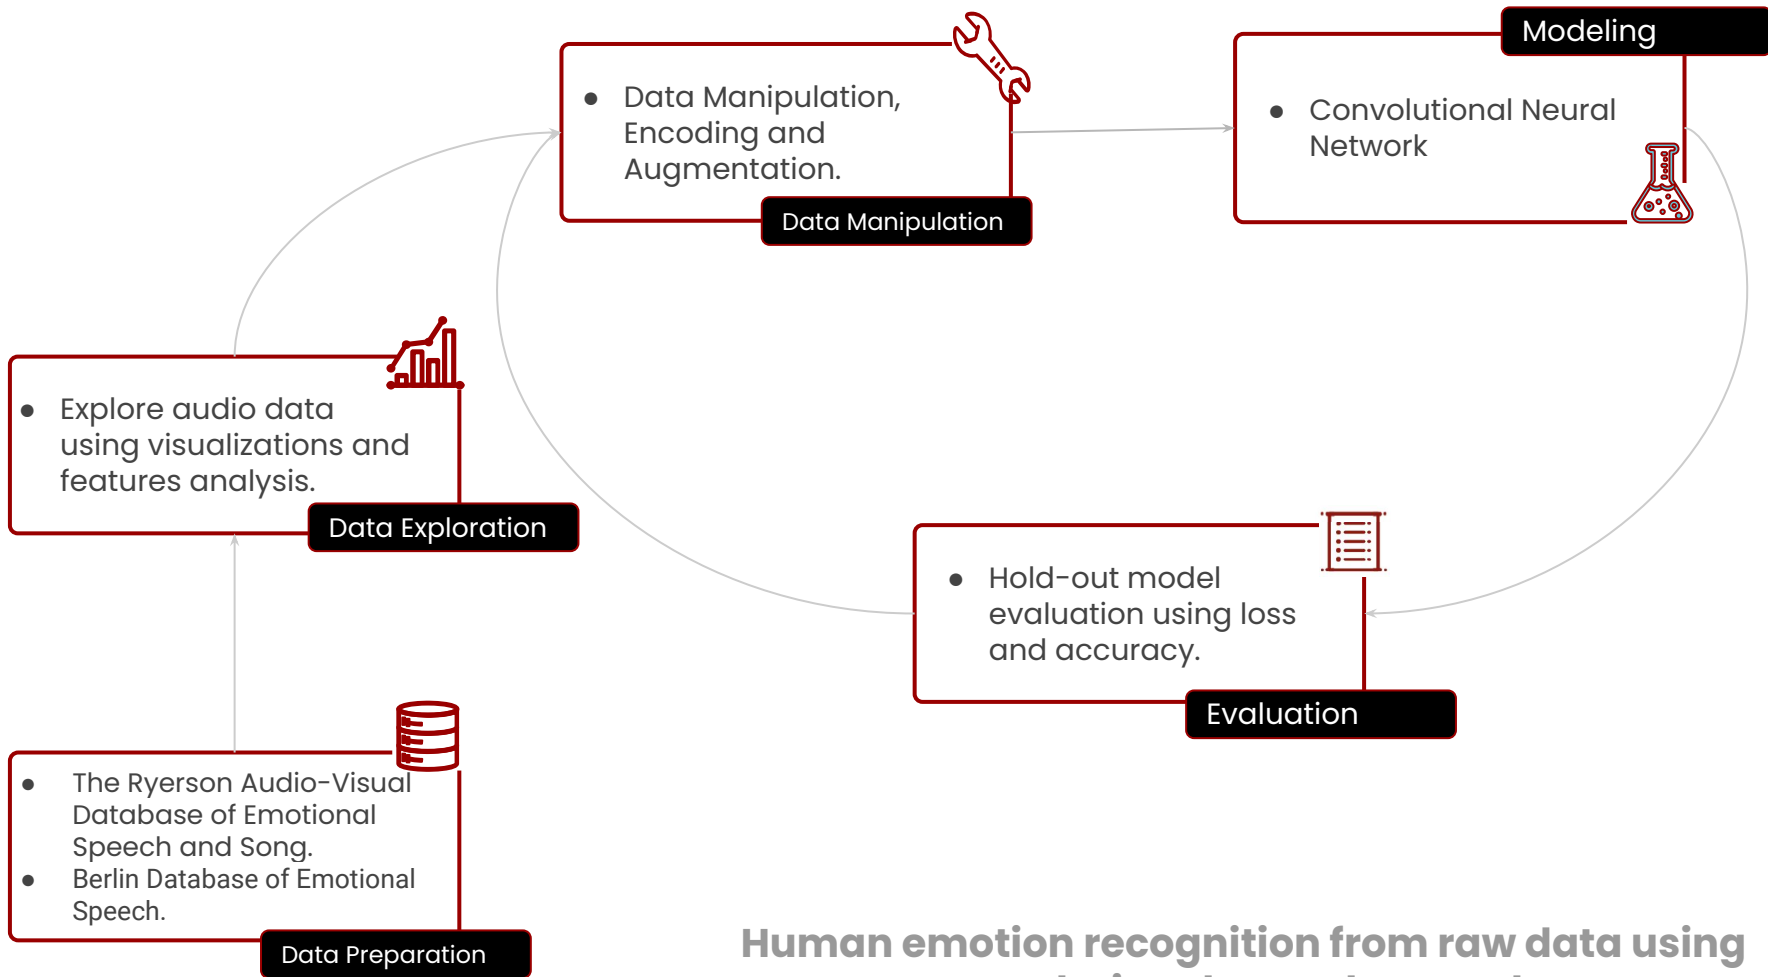 Modeling
● Data Manipulation,
Encoding and
Augmentation.
Data Manipulation
● Convolutional Neural
Network
● Explore audio data
using visualizations and
features analysis.
Data Exploration
● Hold-out model
evaluation using loss
and accuracy.
Evaluation
● The Ryerson Audio-Visual
Database of Emotional
Speech and Song.
● Berlin Database of Emotional
Speech.
Data Preparation
Human emotion recognition from raw data using